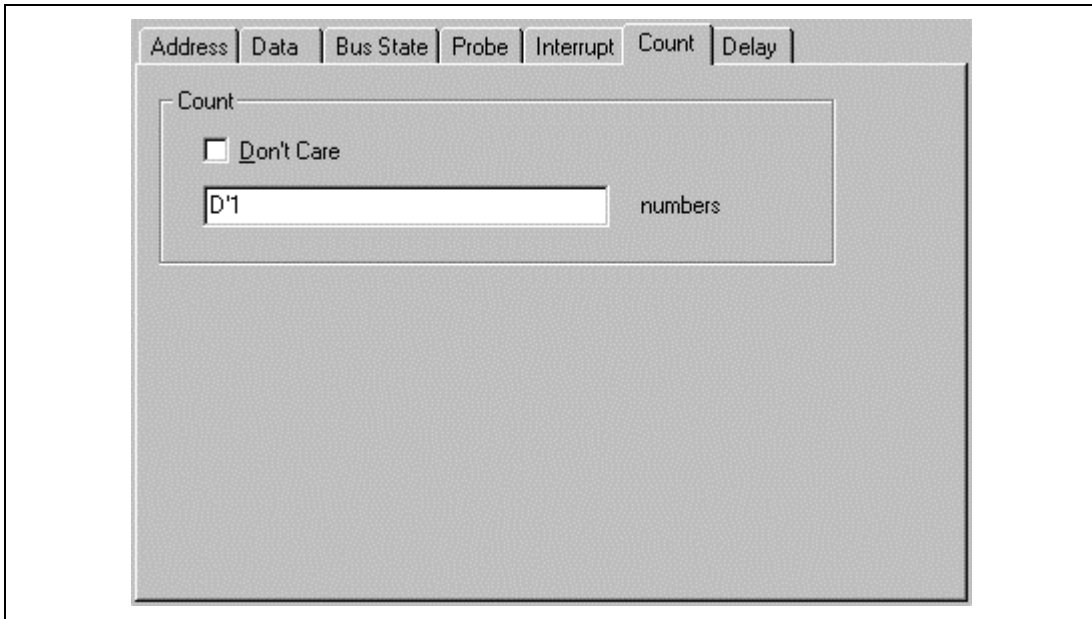 Address Data Bus State Probe Interrupt Count Delay
Count
Don't Care
D'1 numbers